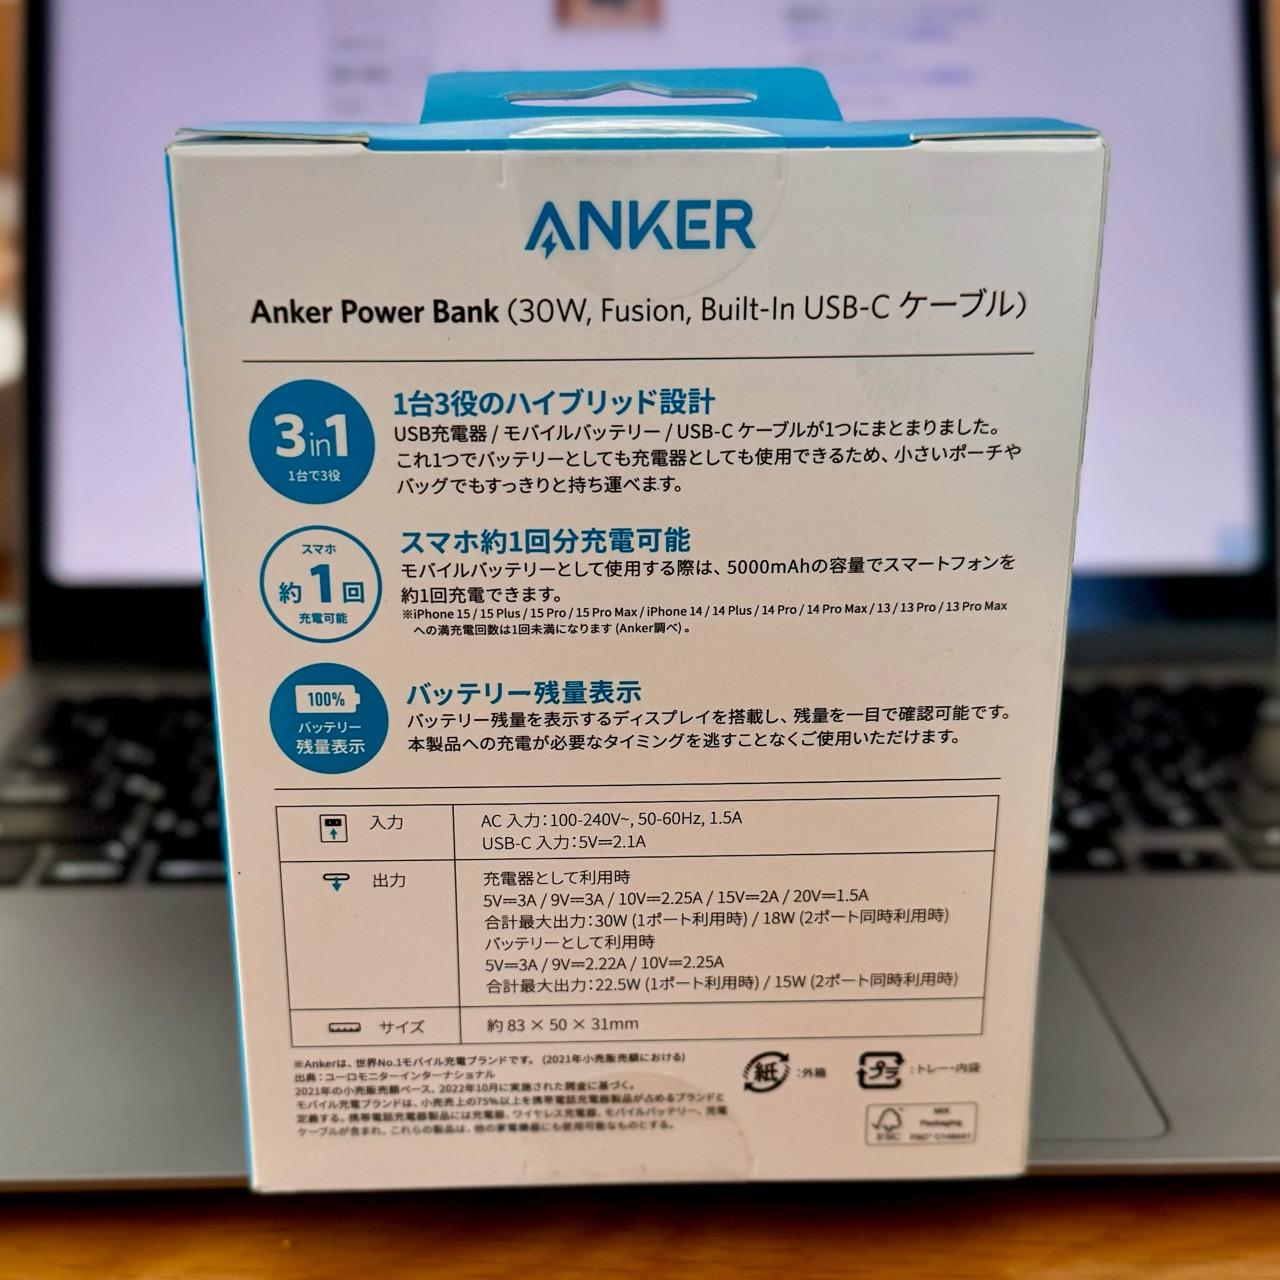 ANKER
Anker Power Bank (30W, Fusion, Built-In USB-C ケーブル)
3in1
1台で3役
1台3役のハイブリッド設計
USB充電器 / モバイルバッテリー / USB-C ケーブルが1つにまとまりました。
これ1つでバッテリーとしても充電器としても使用できるため、小さいポーチや
バッグでもすっきりと持ち運べます。
スマホ
約1回
充電可能
スマホ約1回分充電可能
モバイルバッテリーとして使用する際は、5000mAhの容量でスマートフォンを
約1回充電できます。
※iPhone 15 / 15 Plus / 15 Pro / 15 Pro Max / iPhone 14 / 14 Plus / 14 Pro / 14 Pro Max / 13 / 13 Pro / 13 Pro Max
への満充電回数は1回未満になります (Anker調べ) 。
100%
バッテリー
残量表示
バッテリー残量表示
バッテリー残量を表示するディスプレイを搭載し、残量を一目で確認可能です。
本製品への充電が必要なタイミングを逃すことなくご使用いただけます。
入力
AC 入力：100-240V~, 50-60Hz, 1.5A
USB-C 入力：5V⎓2.1A
出力
充電器として利用時
5V⎓3A / 9V⎓3A / 10V⎓2.25A / 15V⎓2A / 20V⎓1.5A
合計最大出力：30W (1ポート利用時) / 18W (2ポート同時利用時)
バッテリーとして利用時
5V⎓3A / 9V⎓2.22A / 10V⎓2.25A
合計最大出力：22.5W (1ポート利用時) / 15W (2ポート同時利用時)
サイズ
約 83 × 50 × 31mm
※Ankerは、世界No.1モバイル充電ブランドです。 (2021年小売販売額における)
出典：ユーロモニターインターナショナル
2021年の小売販売額ベース、2022年10月に実施された調査に基づく。
モバイル充電ブランドは、小売売上の75%以上を携帯電話充電器製品が占めるブランドと
定義する。携帯電話充電器製品には充電器、ワイヤレス充電器、モバイルバッテリー、充電
ケーブルが含まれ、これらの製品は、他の家電機器にも使用可能なものとする。
紙 ：外箱
プラ ：トレー・内袋
FSC
MIX
Packaging